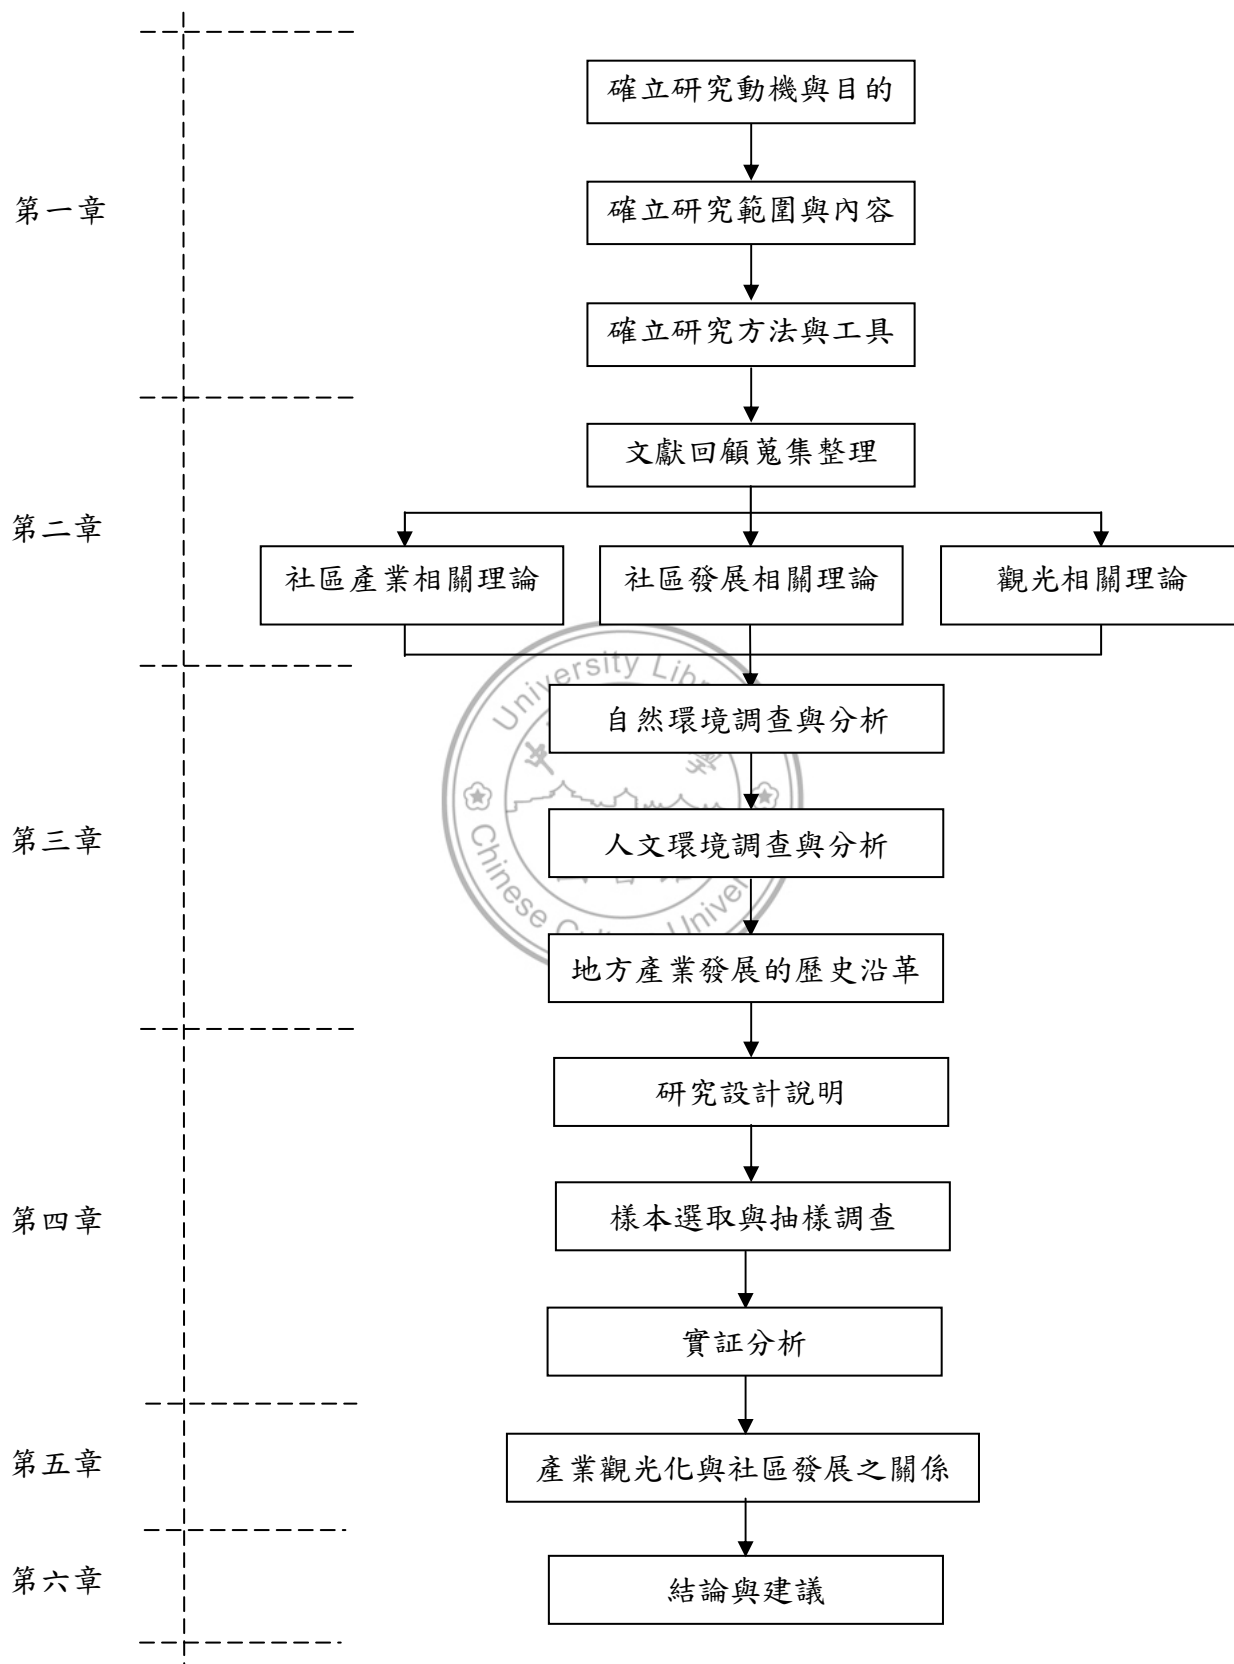 確立研究動機與目的
第一章
確立研究範圍與內容
確立研究方法與工具
文獻回顧蒐集整理
第二章
社區產業相關理論
社區發展相關理論
觀光相關理論
University Libr
中
學
自然環境調查與分析
第三章
人文環境調查與分析
Chinese
Univer
地方產業發展的歷史沿革
研究設計說明
第四章
樣本選取與抽樣調查
實証分析
第五章
產業觀光化與社區發展之關係
第六章
結論與建議